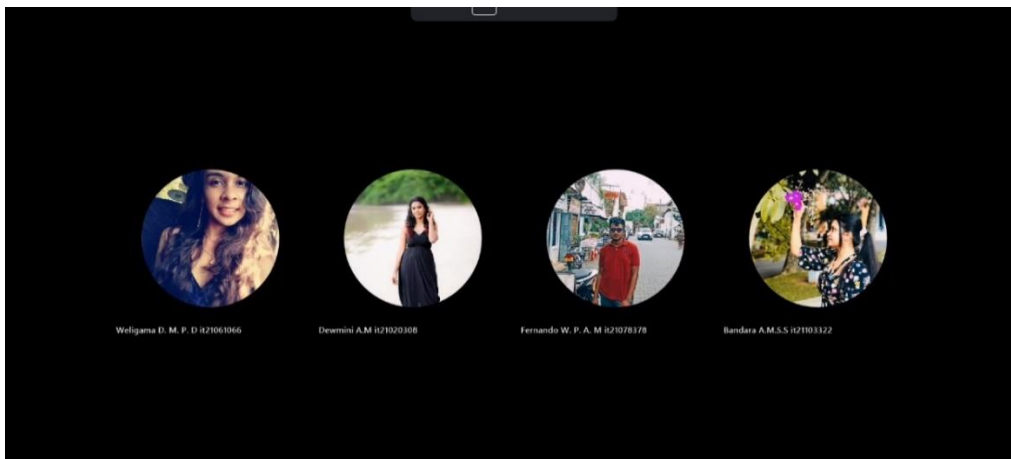 Weligama D. M. P. D it21061066
Dewmini A.M it21020308
Fernando W. P. A. M it21078378
Bandara A.M.S.S it21103322